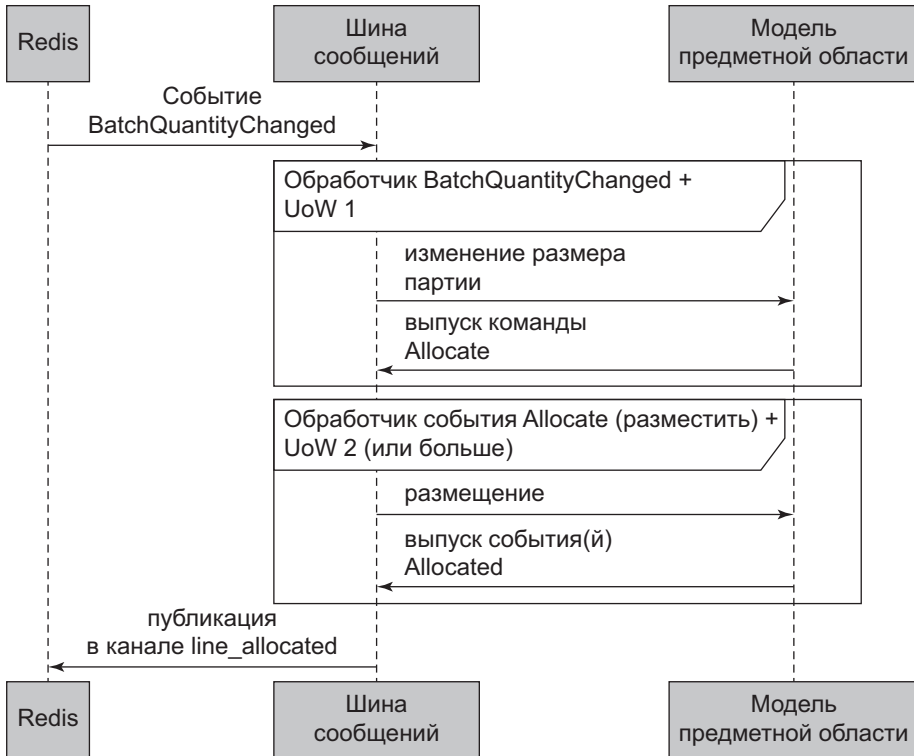 Redis
Шина
сообщений
Модель
предметной области
Событие
BatchQuantityChanged
Обработчик BatchQuantityChanged +
UoW 1
изменение размера
партии
выпуск команды
Allocate
Обработчик события Allocate (разместить) +
UoW 2 (или больше)
размещение
выпуск события(й)
Allocated
публикация
в канале line_allocated
Redis
Шина
сообщений
Модель
предметной области